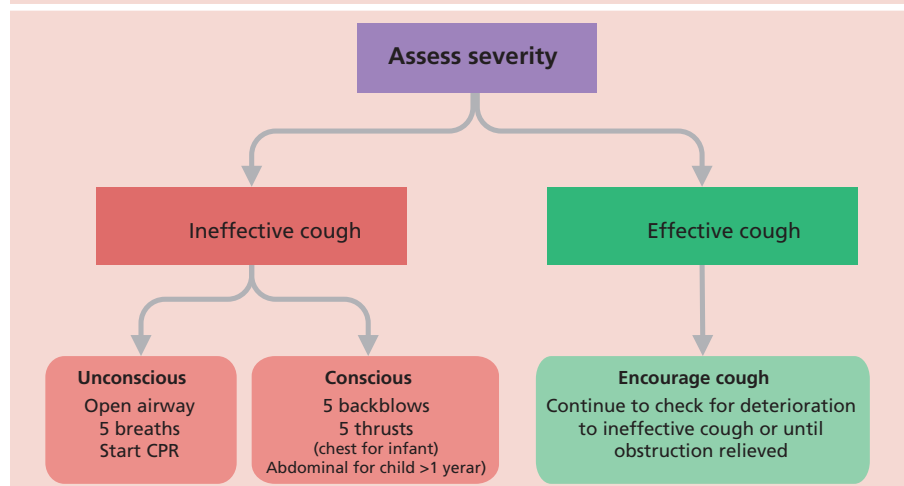 Assess severity
Ineffective cough
Effective cough
Unconscious
Open airway
5 breaths
Start CPR
Conscious
5 backblows
5 thrusts
(chest for infant)
Abdominal for child >1 yerar)
Encourage cough
Continue to check for deterioration
to ineffective cough or until
obstruction relieved